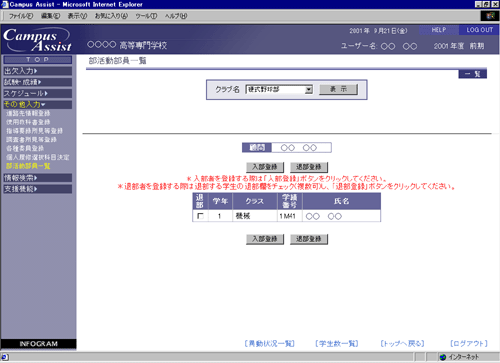 Campus Assist - Microsoft Internet Explorer
ファイル(F) 編集(E) 表示(V) お気に入り(A) ツール(T) ヘルプ(H)
Campus Assist
○○○○ 高等専門学校
2001年 9月21日(金) HELP LOG OUT
ユーザー名 ○○ ○○ 2001年度 前期
TOP
出欠入力
試験・成績
スケジュール
その他入力
進路先情報登録
使用教科書登録
指導要録所見等登録
調査書所見等登録
各種委員登録
個人履修選択科目決定
部活動部員一覧
情報検索
支援機能
INFOGRAM
部活動部員一覧
一覧
クラブ名 硬式野球部 表示
顧問 ○○ ○○
入部登録 退部登録
＊入部者を登録する際は「入部登録」ボタンをクリックしてください。
＊退部者を登録する際は退部する学生の退部欄をチェック(複数可)し、「退部登録」ボタンをクリックしてください。
退部 学年 クラス 学籍番号 氏名
1 機械 1M41 ○○ ○○
入部登録 退部登録
[異動状況一覧] [学生数一覧] [トップへ戻る] [ログアウト]
インターネット